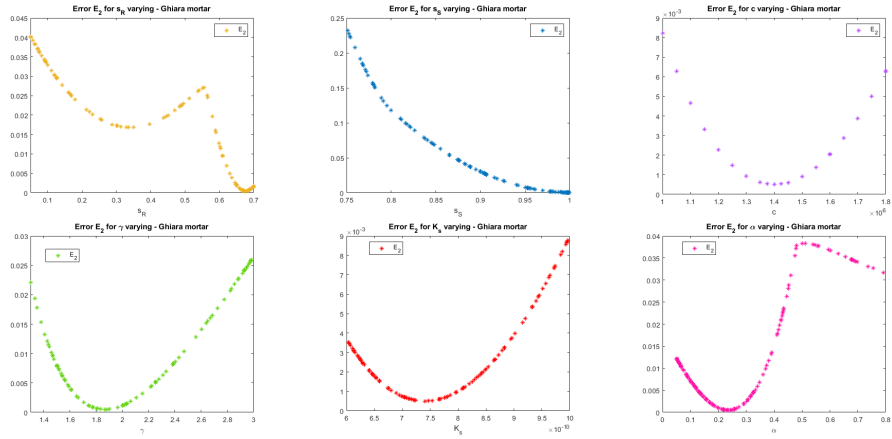 Error E2 for sR varying - Ghiara mortar
E2
0.045
0.04
0.035
0.03
0.025
0.02
0.015
0.01
0.005
0
0.1 0.2 0.3 0.4 0.5 0.6 0.7
sR
Error E2 for sS varying - Ghiara mortar
E2
0.25
0.2
0.15
0.1
0.05
0
0.75 0.8 0.85 0.9 0.95 1
sS
Error E2 for c varying - Ghiara mortar
×10-3
E2
9
8
7
6
5
4
3
2
1
0
1 1.1 1.2 1.3 1.4 1.5 1.6 1.7 1.8
c ×10-6
Error E2 for γ varying - Ghiara mortar
E2
0.03
0.025
0.02
0.015
0.01
0.005
0
1.4 1.6 1.8 2 2.2 2.4 2.6 2.8 3
γ
Error E2 for Ks varying - Ghiara mortar
×10-3
E2
9
8
7
6
5
4
3
2
1
0
6 6.5 7 7.5 8 8.5 9 9.5 10
Ks ×10-10
Error E2 for α varying - Ghiara mortar
E2
0.04
0.035
0.03
0.025
0.02
0.015
0.01
0.005
0
0 0.1 0.2 0.3 0.4 0.5 0.6 0.7 0.8
α